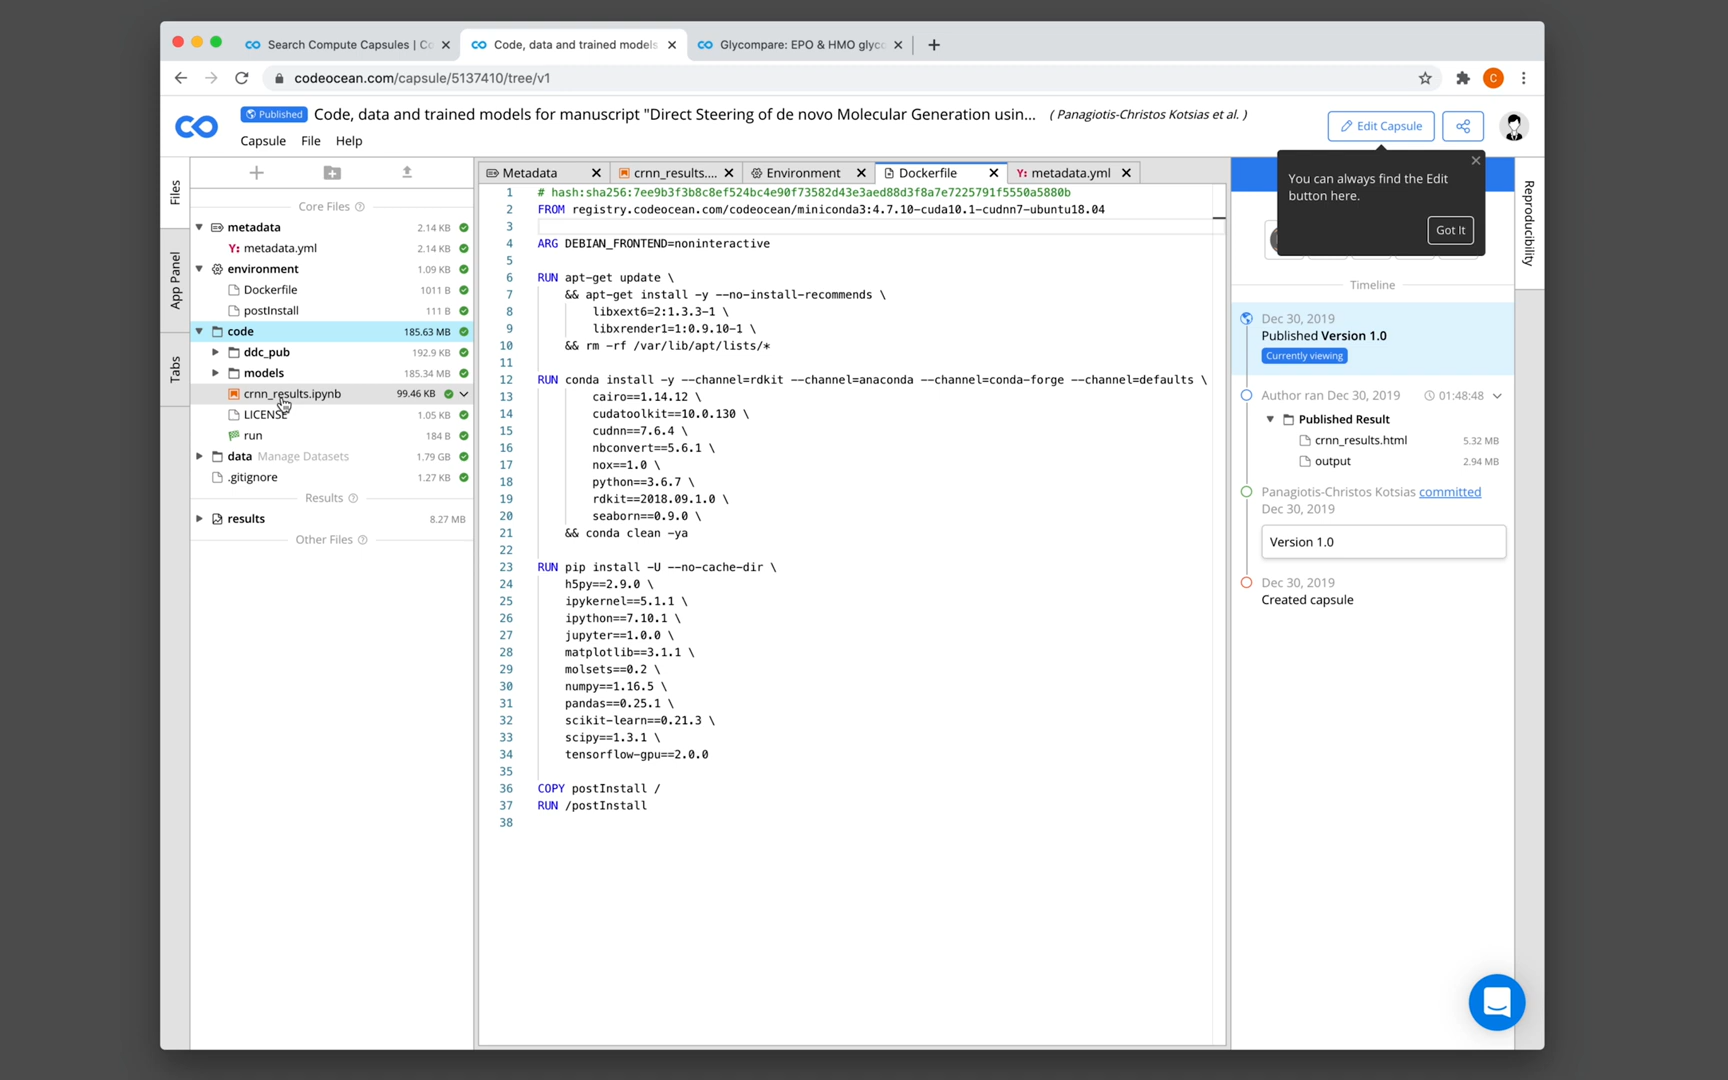 Search Compute Capsules | Co
Code, data and trained models
Glycompare: EPO & HMO glyco
codeocean.com/capsule/5137410/tree/v1
C
Published
Code, data and trained models for manuscript "Direct Steering of de novo Molecular Generation usin...
( Panagiotis-Christos Kotsias et al. )
Edit Capsule
Capsule
File
Help
Files
App Panel
Tabs
Core Files
metadata 2.14 KB
Y: metadata.yml 2.14 KB
environment 1.09 KB
Dockerfile 1011 B
postInstall 111 B
code 185.63 MB
ddc_pub 192.9 KB
models 185.34 MB
crnn_results.ipynb 99.46 KB
LICENSE 1.05 KB
run 184 B
data Manage Datasets 1.79 GB
.gitignore 1.27 KB
Results
results 8.27 MB
Other Files
Metadata
crnn_results....
Environment
Dockerfile
Y: metadata.yml
1 # hash:sha256:7ee9b3f3b8c8ef524bc4e90f73582d43e3aed88d3f8a7e7225791f5550a5880b
2 FROM registry.codeocean.com/codeocean/miniconda3:4.7.10-cuda10.1-cudnn7-ubuntu18.04
3
4 ARG DEBIAN_FRONTEND=noninteractive
5
6 RUN apt-get update \
7 && apt-get install -y --no-install-recommends \
8 libxext6=2:1.3.3-1 \
9 libxrender1=1:0.9.10-1 \
10 && rm -rf /var/lib/apt/lists/*
11
12 RUN conda install -y --channel=rdkit --channel=anaconda --channel=conda-forge --channel=defaults \
13 cairo==1.14.12 \
14 cudatoolkit==10.0.130 \
15 cudnn==7.6.4 \
16 nbconvert==5.6.1 \
17 nox==1.0 \
18 python==3.6.7 \
19 rdkit==2018.09.1.0 \
20 seaborn==0.9.0 \
21 && conda clean -ya
22
23 RUN pip install -U --no-cache-dir \
24 h5py==2.9.0 \
25 ipykernel==5.1.1 \
26 ipython==7.10.1 \
27 jupyter==1.0.0 \
28 matplotlib==3.1.1 \
29 molsets==0.2 \
30 numpy==1.16.5 \
31 pandas==0.25.1 \
32 scikit-learn==0.21.3 \
33 scipy==1.3.1 \
34 tensorflow-gpu==2.0.0
35
36 COPY postInstall /
37 RUN /postInstall
38
You can always find the Edit
button here.
Got It
Reproducibility
Timeline
Dec 30, 2019
Published Version 1.0
Currently viewing
Author ran Dec 30, 2019 01:48:48
Published Result
crnn_results.html 5.32 MB
output 2.94 MB
Panagiotis-Christos Kotsias committed
Dec 30, 2019
Version 1.0
Dec 30, 2019
Created capsule